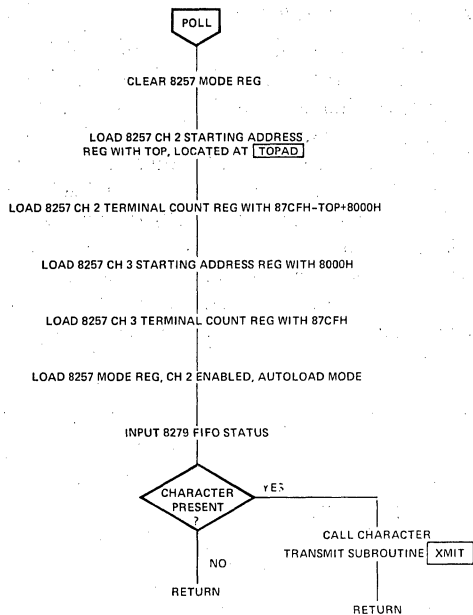 POLL
CLEAR 8257 MODE REG
LOAD 8257 CH 2 STARTING ADDRESS
REG WITH TOP, LOCATED AT TOPAD
LOAD 8257 CH 2 TERMINAL COUNT REG WITH 87CFH-TOP+8000H
LOAD 8257 CH 3 STARTING ADDRESS REG WITH 8000H
LOAD 8257 CH 3 TERMINAL COUNT REG WITH 87CFH
LOAD 8257 MODE REG, CH 2 ENABLED, AUTOLOAD MODE
INPUT 8279 FIFO STATUS
CHARACTER
PRESENT
?
YES
CALL CHARACTER
TRANSMIT SUBROUTINE XMIT
NO
RETURN
RETURN